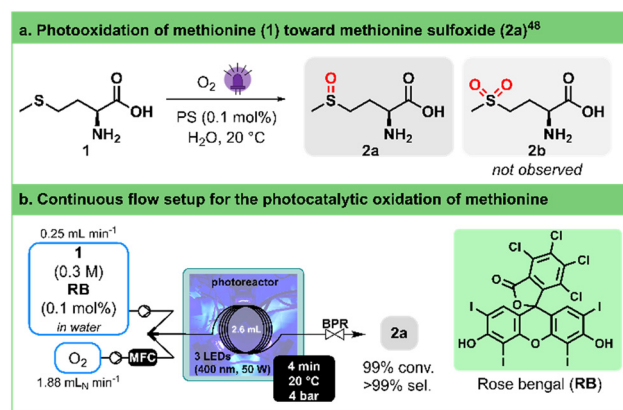 a. Photooxidation of methionine (1) toward methionine sulfoxide (2a)⁴⁸
S
O
OH
NH₂
1
O₂
PS (0.1 mol%)
H₂O, 20 °C
O
S
O
OH
NH₂
2a
O O
S
O
OH
NH₂
2b
not observed
b. Continuous flow setup for the photocatalytic oxidation of methionine
0.25 mL min⁻¹
1
(0.3 M)
RB
(0.1 mol%)
in water
O₂
MFC
1.88 mLN min⁻¹
photoreactor
2.6 mL
3 LEDs
(400 nm, 50 W)
4 min
20 °C
4 bar
BPR
2a
99% conv.
>99% sel.
Cl
Cl
Cl
Cl
O
O
I
I
HO
O
OH
I
I
Rose bengal (RB)